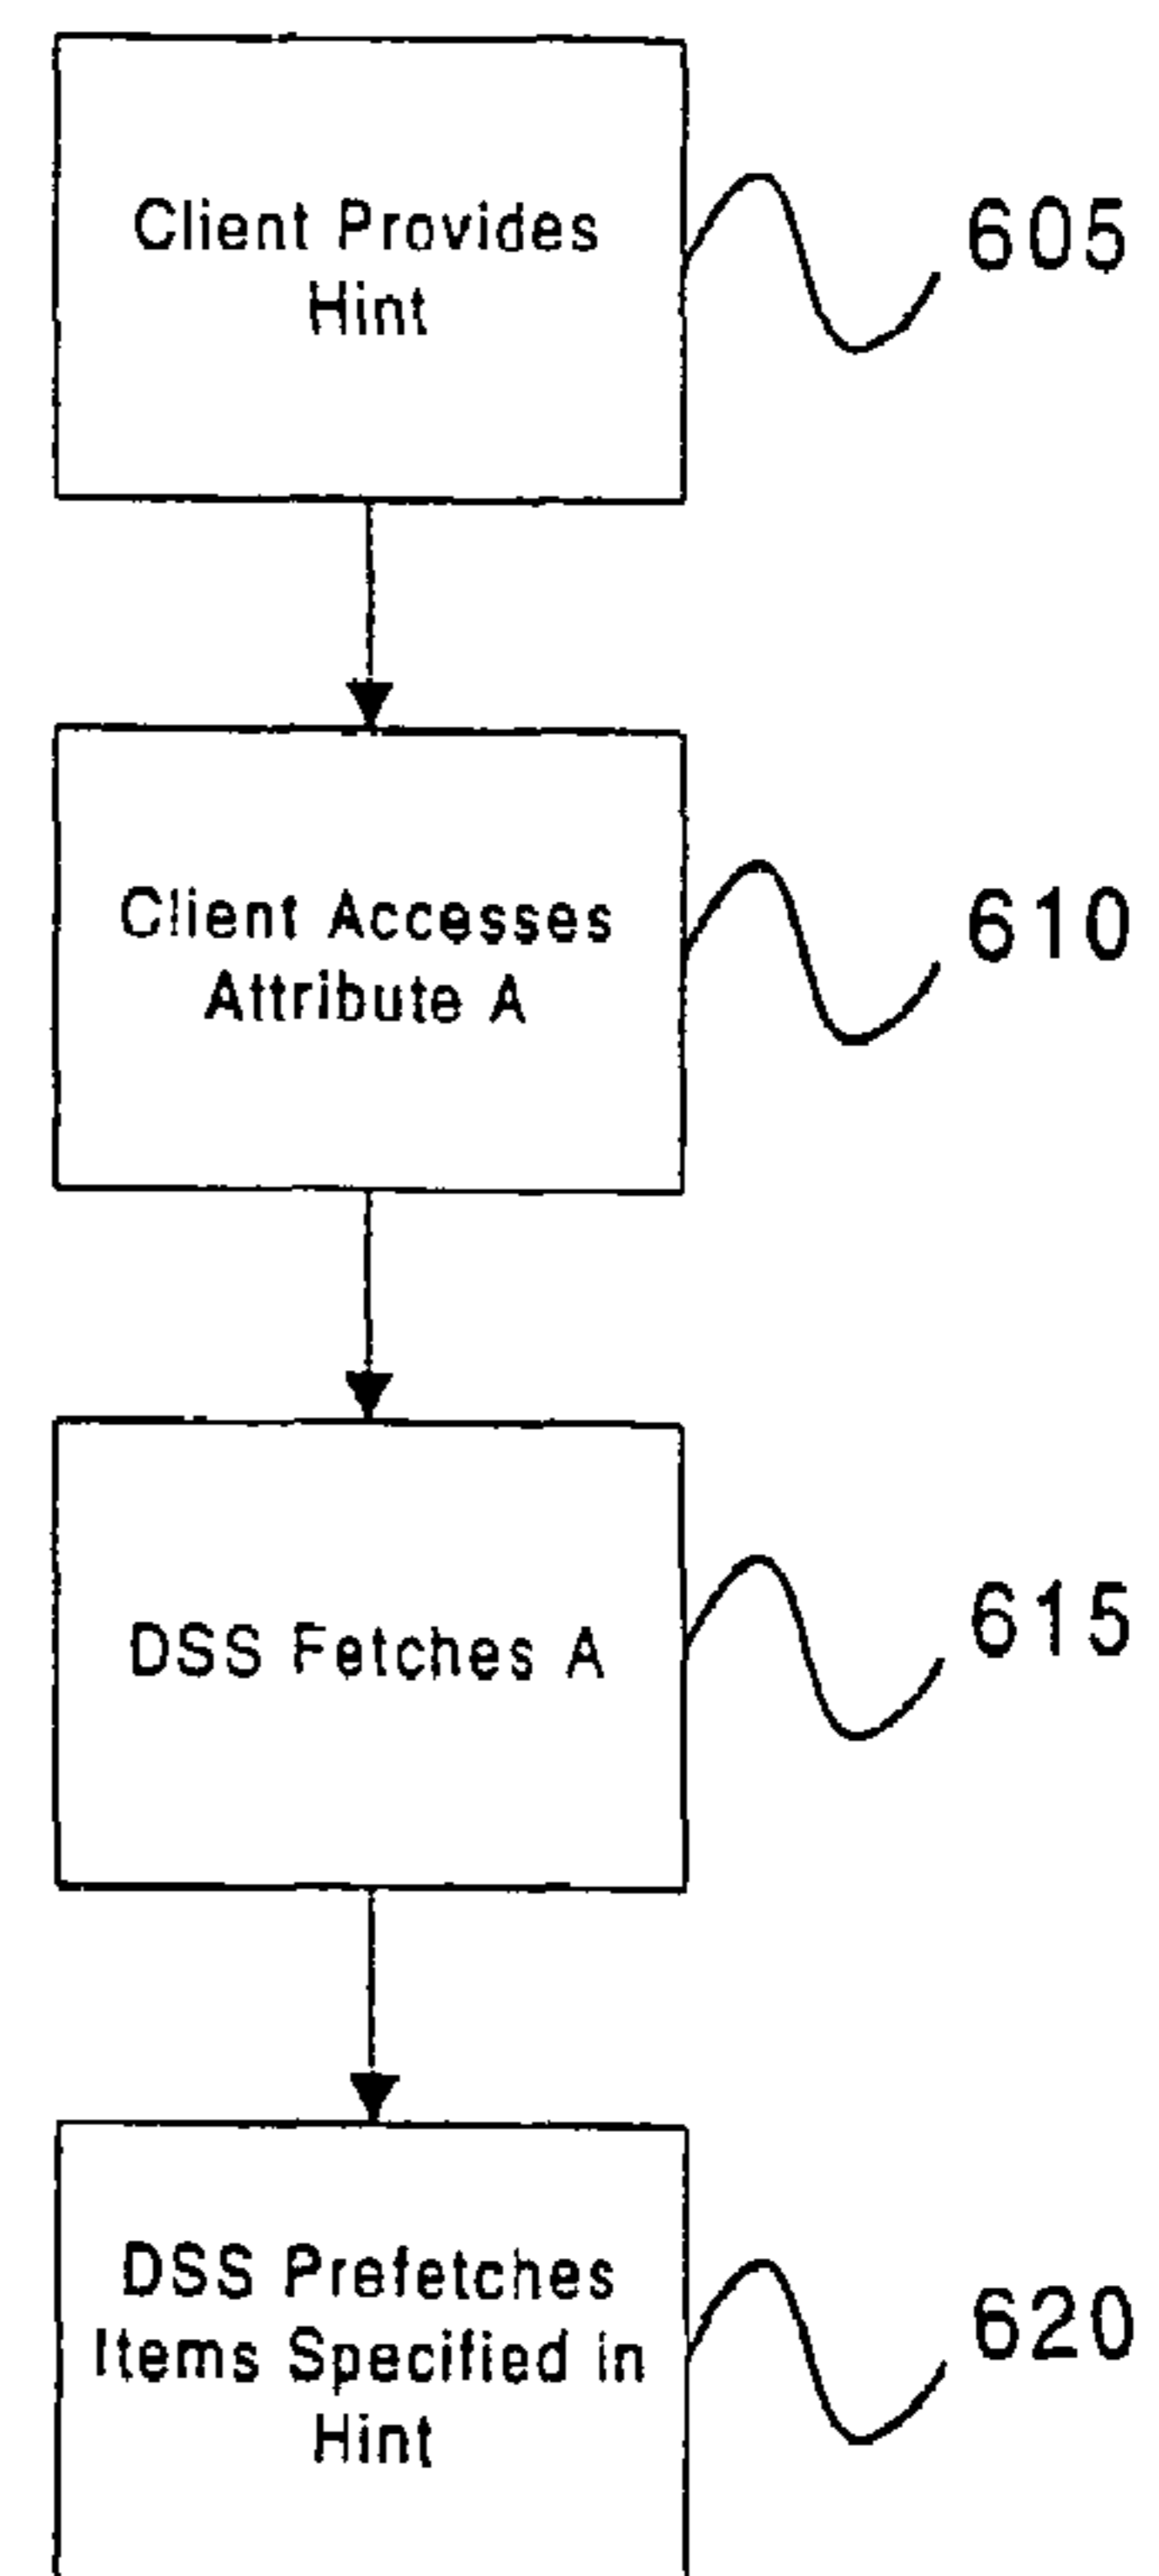 Client Provides
Hint
605
Client Accesses
Attribute A
610
DSS Fetches A
615
DSS Prefetches
Items Specified in
Hint
620